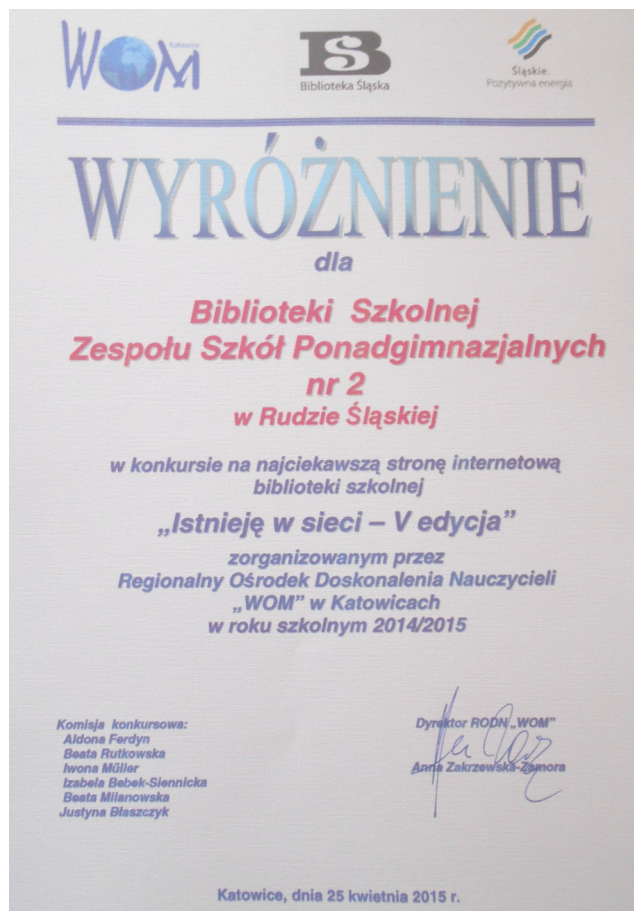 WOM Katowice
BS
Biblioteka Śląska
Śląskie.
Pozytywna energia
WYRÓŻNIENIE
dla
Biblioteki Szkolnej
Zespołu Szkół Ponadgimnazjalnych
nr 2
w Rudzie Śląskiej
w konkursie na najciekawszą stronę internetową
biblioteki szkolnej
„Istnieję w sieci – V edycja”
zorganizowanym przez
Regionalny Ośrodek Doskonalenia Nauczycieli
„WOM” w Katowicach
w roku szkolnym 2014/2015
Komisja konkursowa:
Aldona Ferdyn
Beata Rutkowska
Iwona Müller
Izabela Bebek-Siennicka
Beata Milanowska
Justyna Błaszczyk
Dyrektor RODN „WOM”
Anna Zakrzewska-Zamora
Katowice, dnia 25 kwietnia 2015 r.